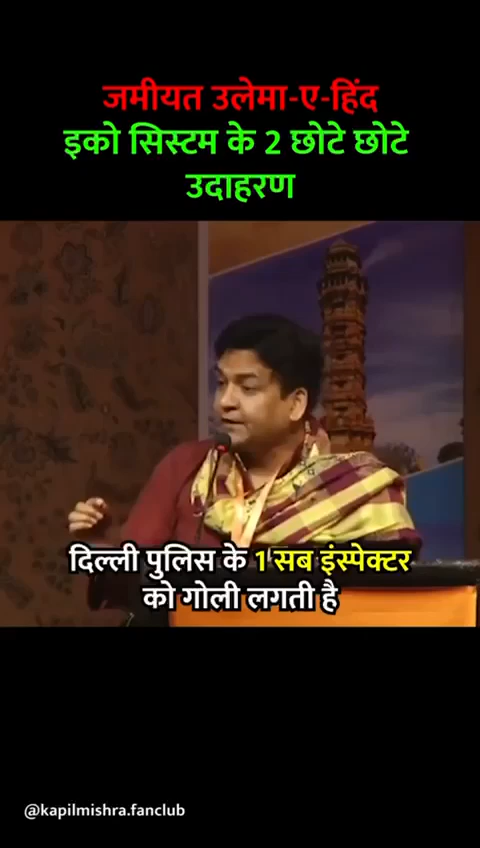 जमीयत उलेमा-ए-हिंद
इको सिस्टम के 2 छोटे छोटे
उदाहरण
दिल्ली पुलिस के 1 सब इंस्पेक्टर
को गोली लगती है
@kapilmishra.fanclub